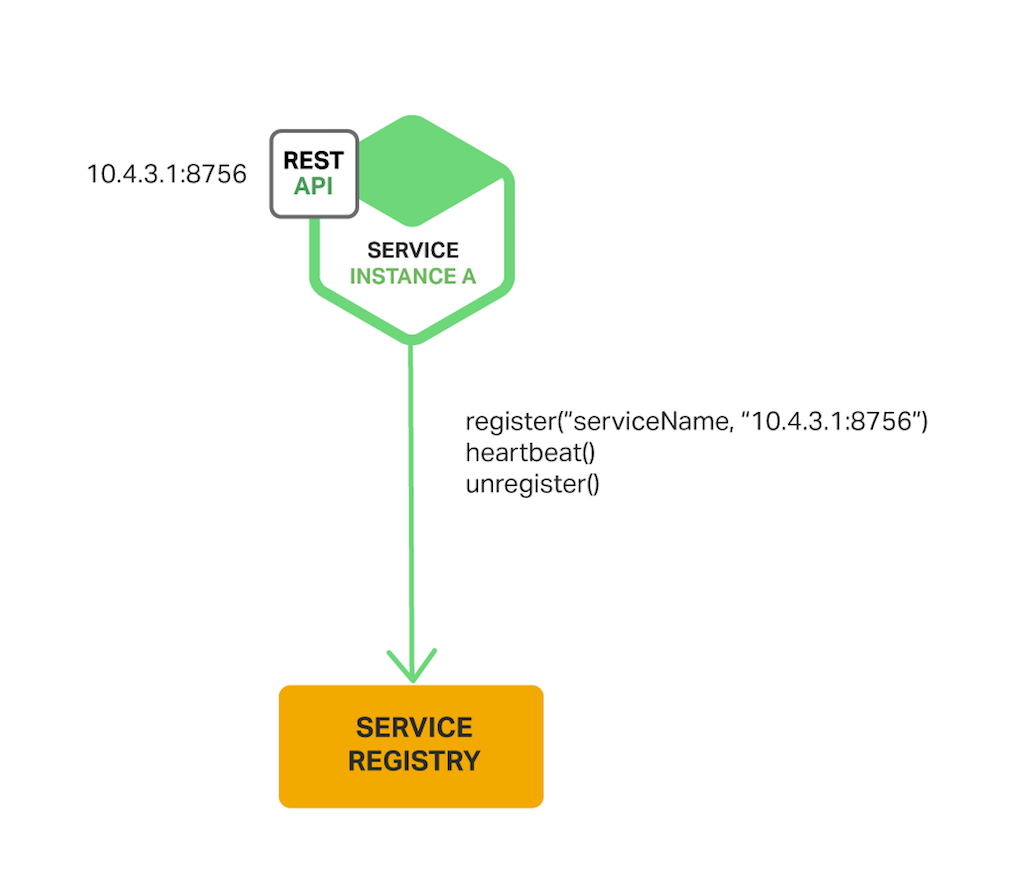 10.4.3.1:8756
REST
API
SERVICE
INSTANCE A
register(“serviceName, “10.4.3.1:8756”)
heartbeat()
unregister()
SERVICE
REGISTRY